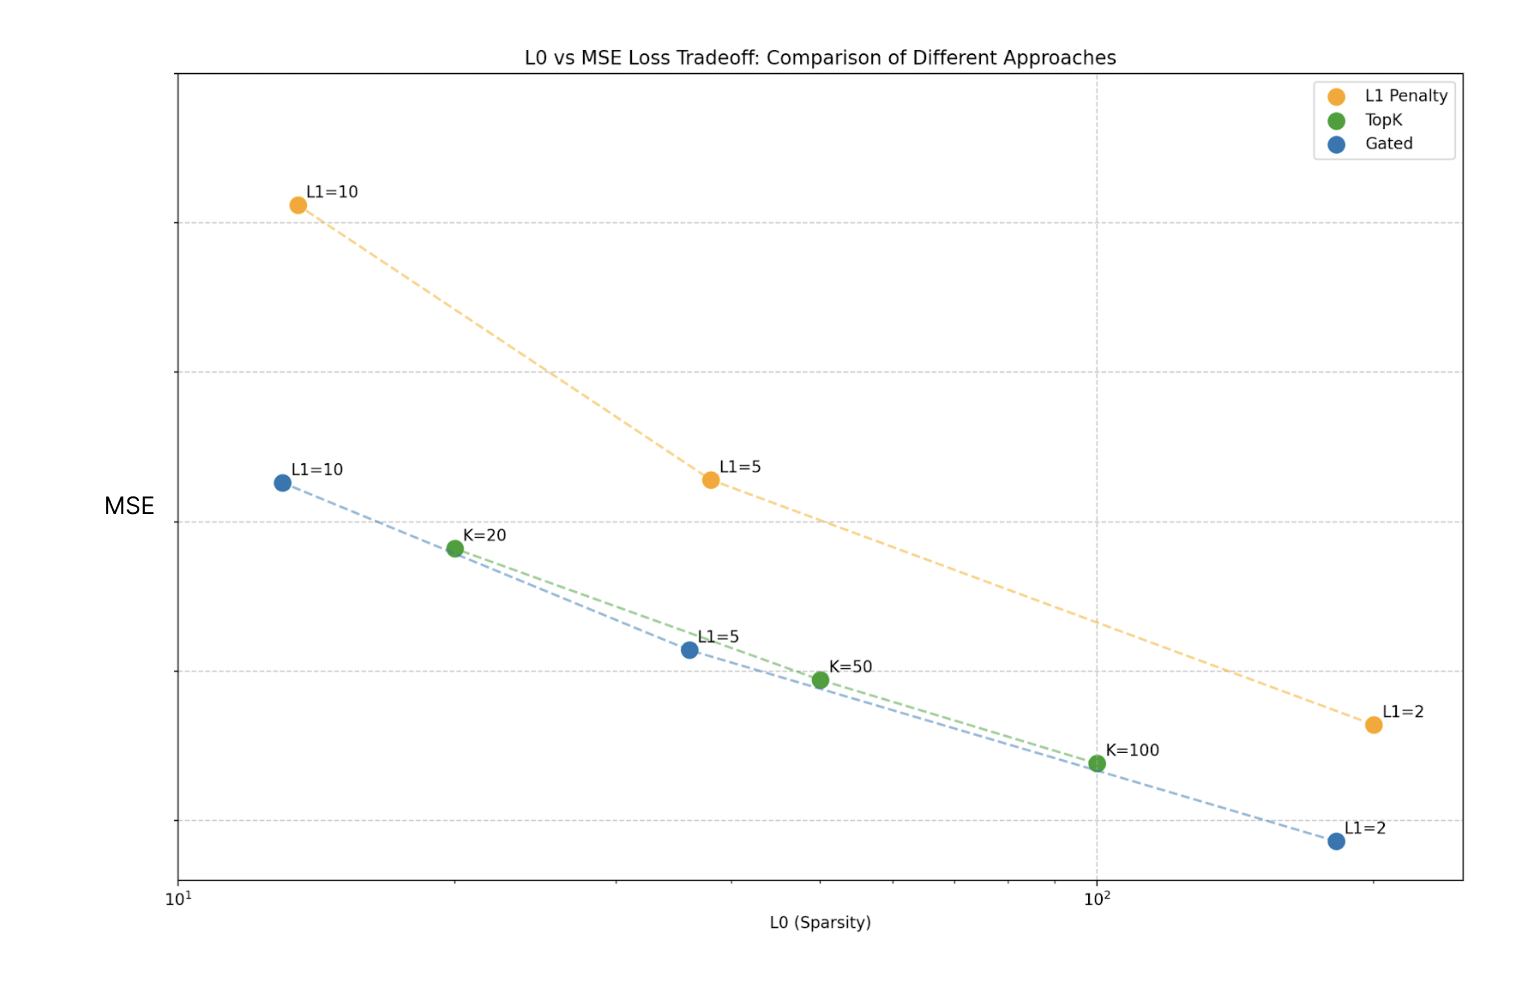 L0 vs MSE Loss Tradeoff: Comparison of Different Approaches
L1 Penalty
TopK
Gated
L1=10
L1=10
L1=5
MSE
K=20
L1=5
K=50
L1=2
K=100
L1=2
10¹
10²
L0 (Sparsity)